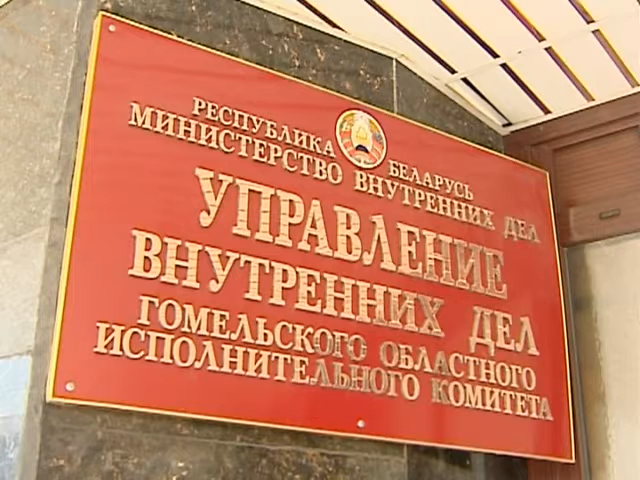 РЕСПУБЛИКА БЕЛАРУСЬ
МИНИСТЕРСТВО ВНУТРЕННИХ ДЕЛ
УПРАВЛЕНИЕ
ВНУТРЕННИХ ДЕЛ
ГОМЕЛЬСКОГО ОБЛАСТНОГО
ИСПОЛНИТЕЛЬНОГО КОМИТЕТА